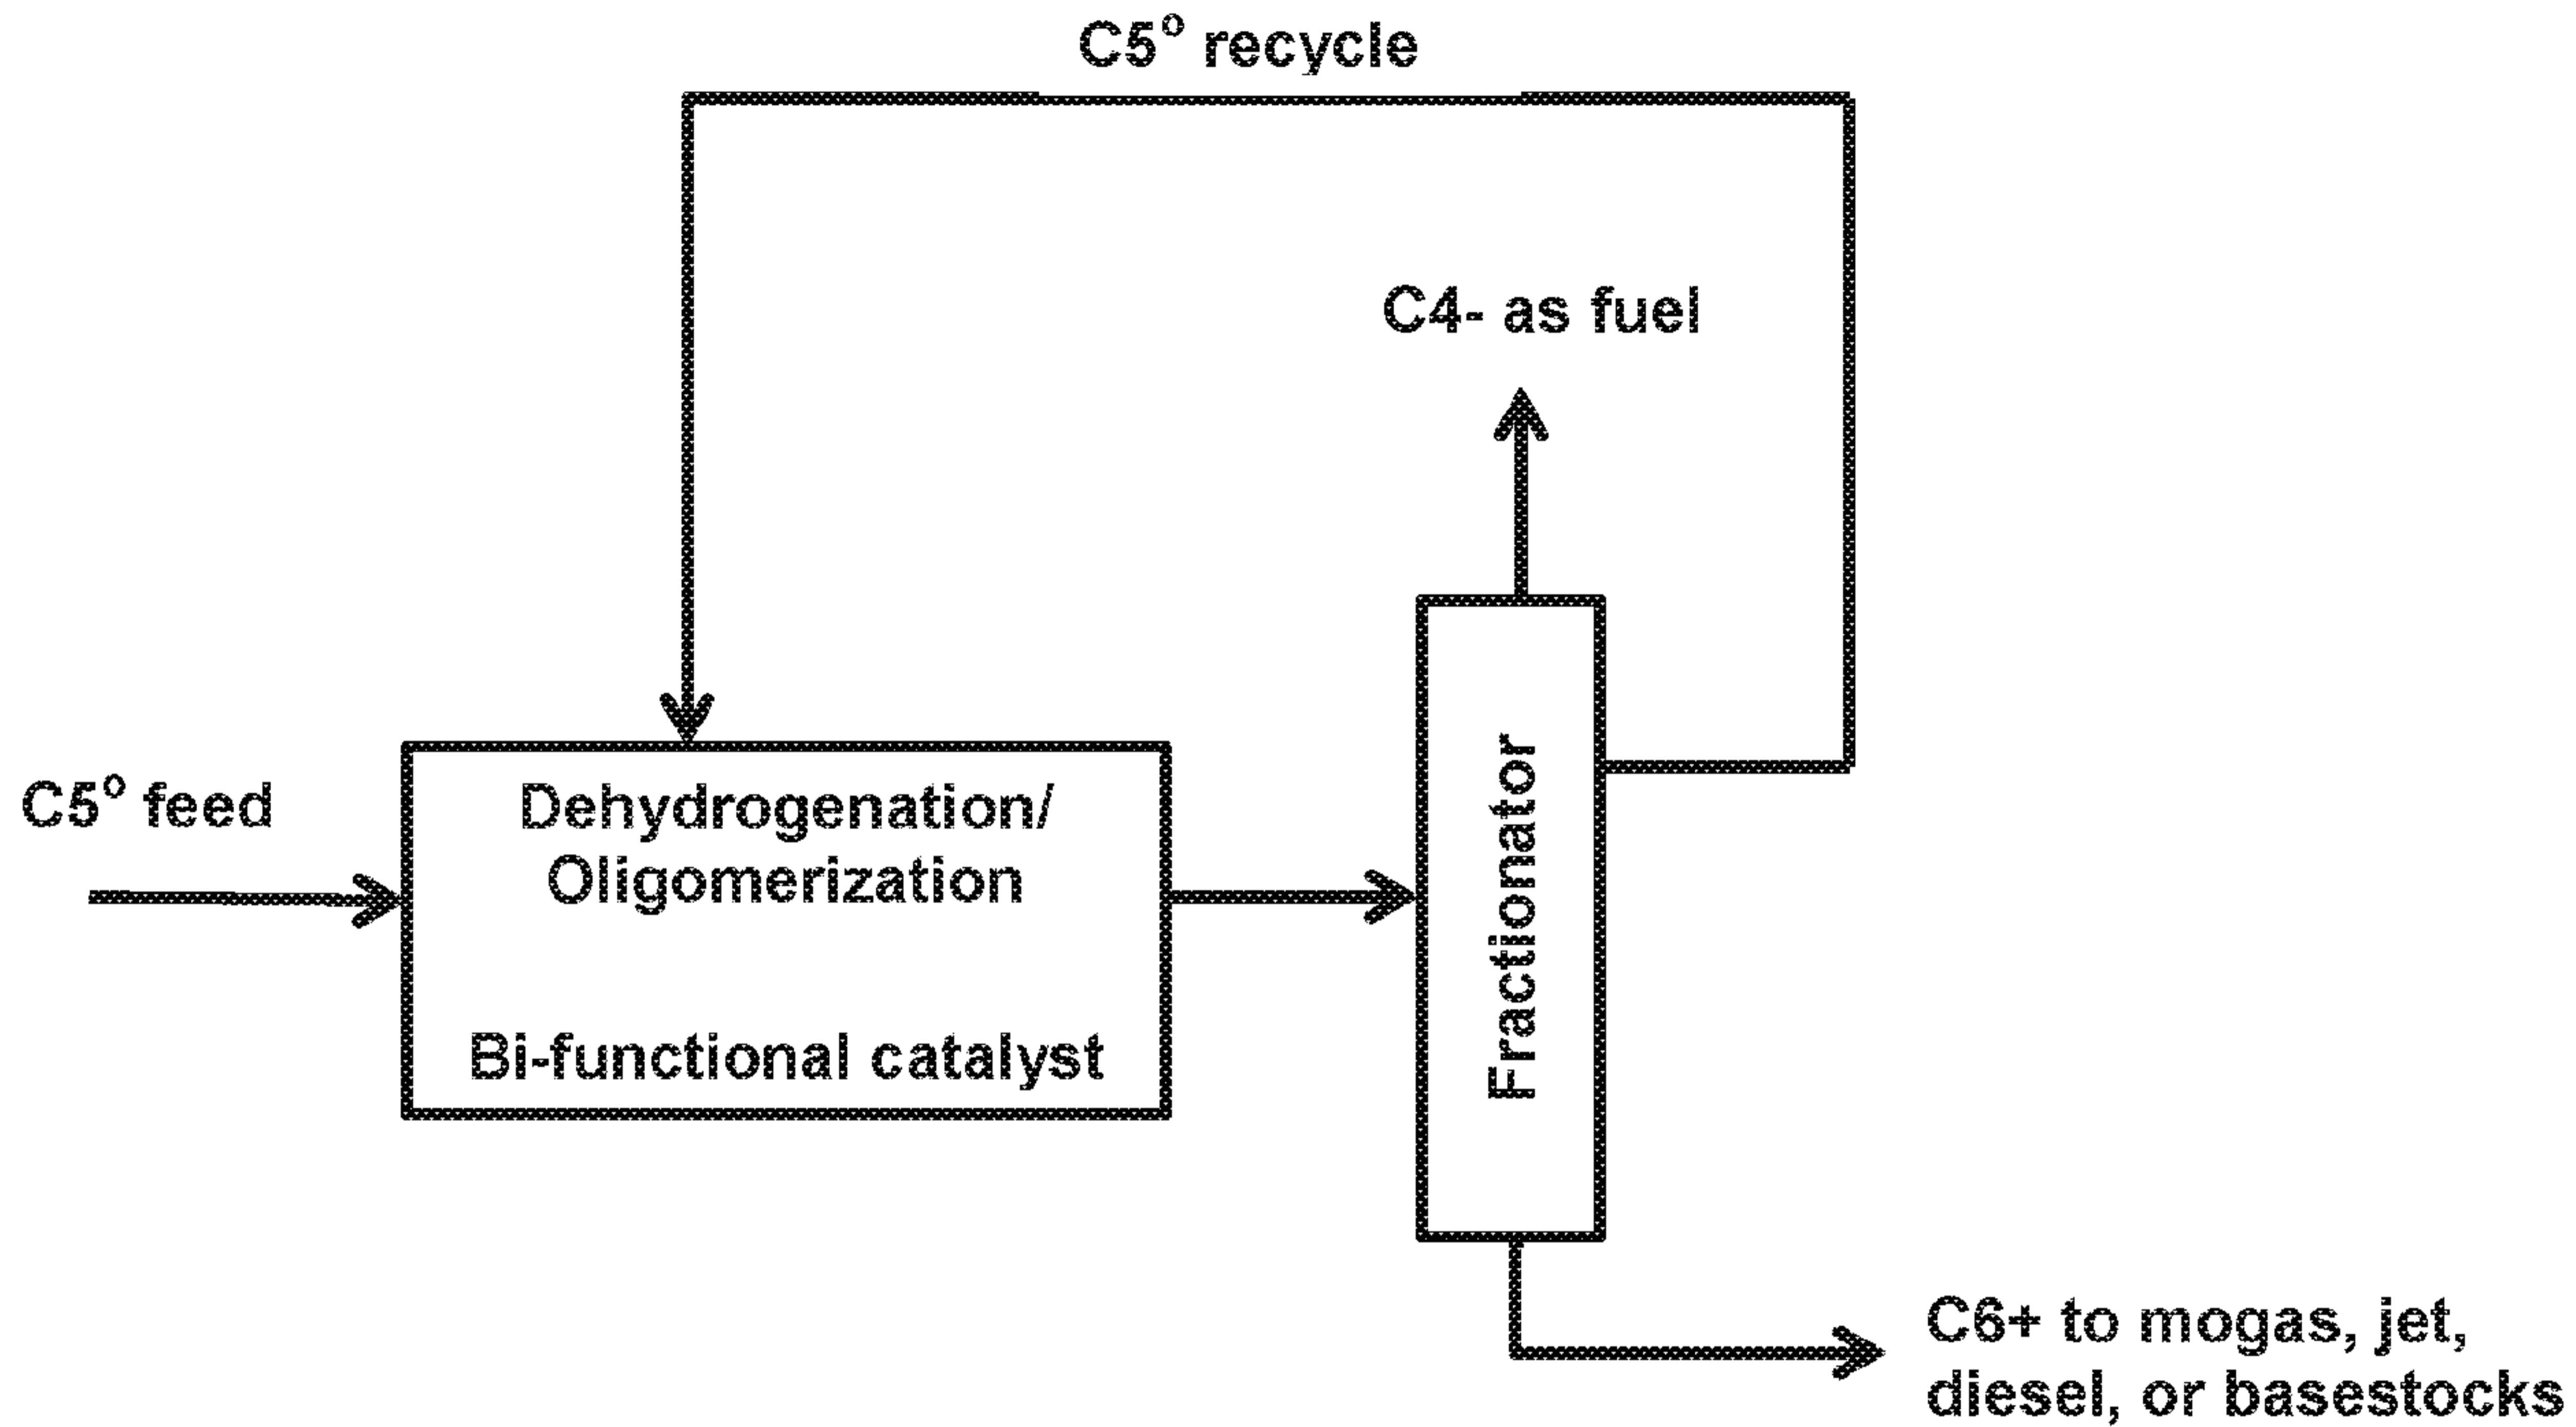 C5° recycle
C4- as fuel
C5° feed
Dehydrogenation/
Oligomerization
Bi-functional catalyst
Fractionator
C6+ to mogas, jet,
diesel, or basestocks